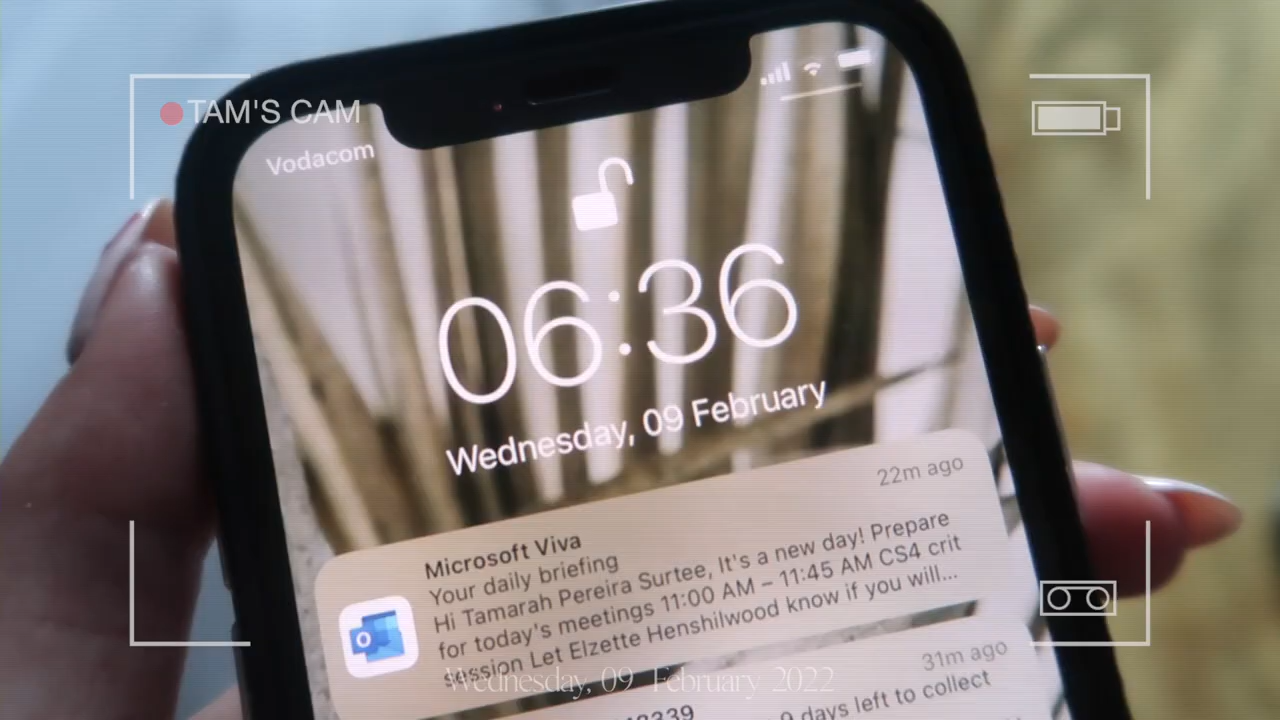 TAM'S CAM
Vodacom
06:36
Wednesday, 09 February
22m ago
Microsoft Viva
Your daily briefing
Hi Tamarah Pereira Surtee, It's a new day! Prepare
for today's meetings 11:00 AM – 11:45 AM CS4 crit
session Let Elzette Henshilwood know if you will...
Wednesday, 09 February 2022
31m ago
9 days left to collect